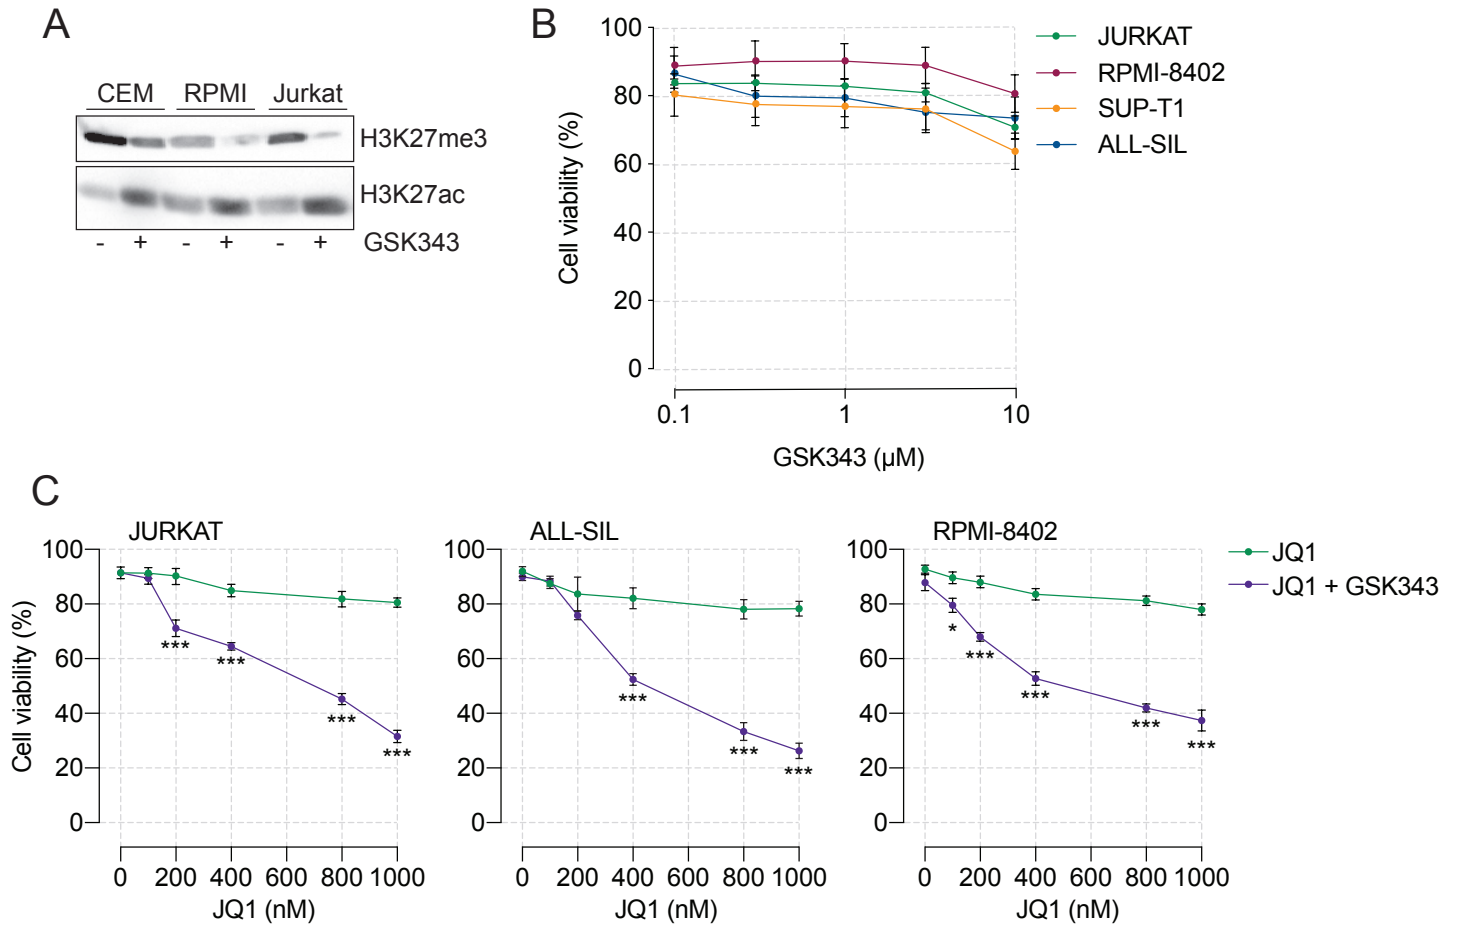 A
CEM RPMI Jurkat
H3K27me3
H3K27ac
- + - + - + GSK343
B
100
80
60
40
20
0
Cell viability (%)
0.1 1 10
GSK343 (μM)
JURKAT
RPMI-8402
SUP-T1
ALL-SIL
C
JURKAT
100
80
60
40
20
0
Cell viability (%)
*** *** *** ***
0 200 400 600 800 1000
JQ1 (nM)
ALL-SIL
100
80
60
40
20
0
*** *** ***
0 200 400 600 800 1000
JQ1 (nM)
RPMI-8402
100
80
60
40
20
0
* *** *** *** ***
0 200 400 600 800 1000
JQ1 (nM)
JQ1
JQ1 + GSK343